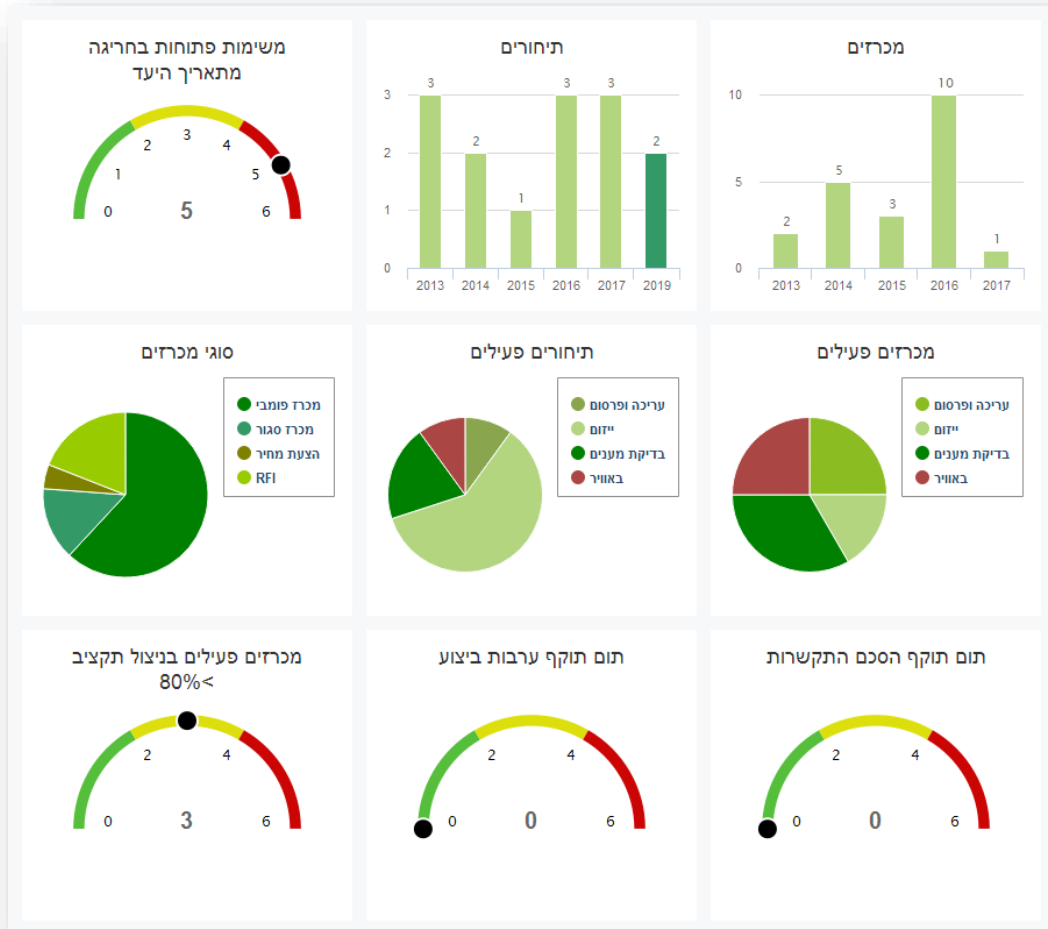 מכרזים
10
5
0
2
5
3
10
1
2013
2014
2015
2016
2017
תיחורים
3
2
1
0
3
2
1
3
3
2
2013
2014
2015
2016
2017
2019
משימות פתוחות בחריגה
מתאריך היעד
0
1
2
3
4
5
6
5
מכרזים פעילים
עריכה ופרסום
ייזום
בדיקת מענים
באוויר
תיחורים פעילים
עריכה ופרסום
ייזום
בדיקת מענים
באוויר
סוגי מכרזים
מכרז פומבי
מכרז סגור
הצעת מחיר
RFI
תום תוקף הסכם התקשרות
0
2
4
6
0
תום תוקף ערבות ביצוע
0
2
4
6
0
מכרזים פעילים בניצול תקציב
80%<
0
2
4
6
3